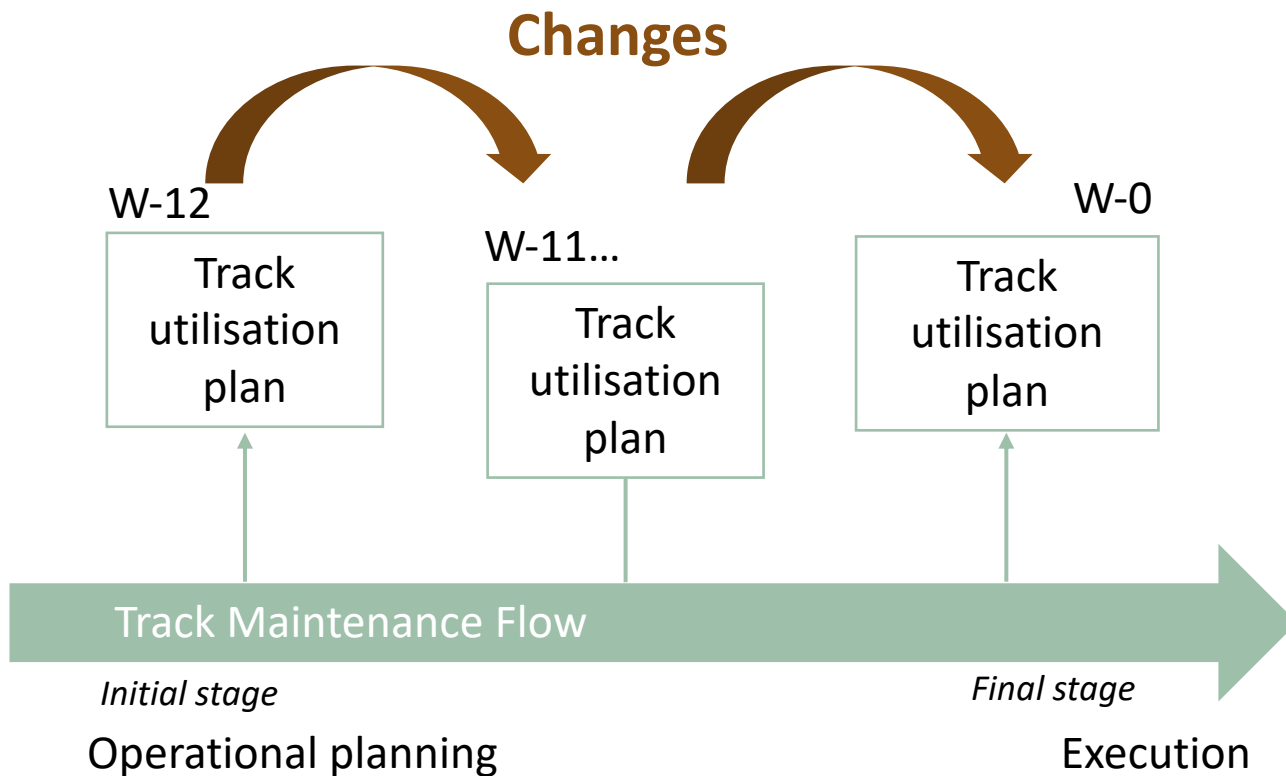 Changes
W-12
Track
utilisation
plan
W-11...
Track
utilisation
plan
W-0
Track
utilisation
plan
Track Maintenance Flow
Initial stage
Final stage
Operational planning
Execution